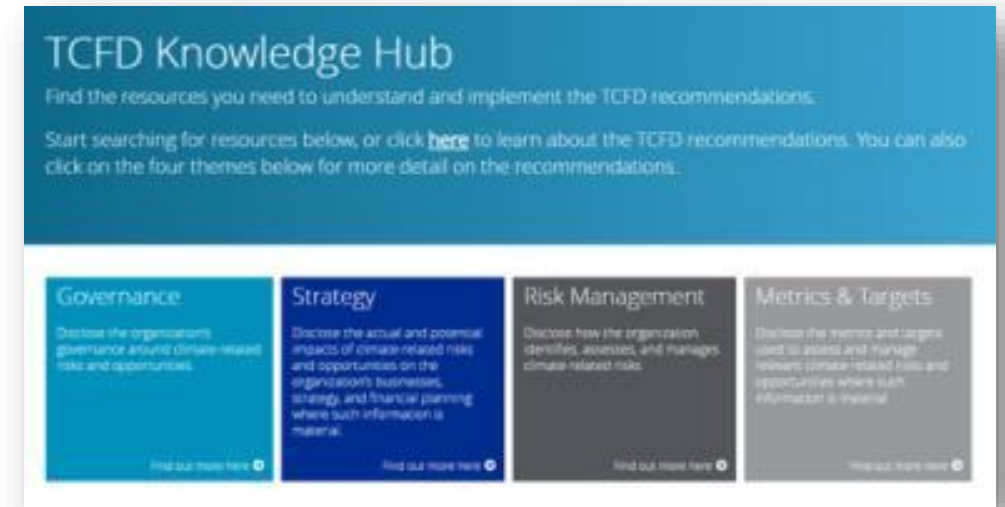 TCFD Knowledge Hub
Find the resources you need to understand and implement the TCFD recommendations.
Start searching for resources below, or click here to learn about the TCFD recommendations. You can also
click on the four themes below for more detail on the recommendations.
Governance
Disclose the organization's
governance around climate-related
risks and opportunities.
Find out more here
Strategy
Disclose the actual and potential
impacts of climate-related risks
and opportunities on the
organization's businesses,
strategy, and financial planning
where such information is
material.
Find out more here
Risk Management
Disclose how the organization
identifies, assesses, and manages
climate-related risks.
Find out more here
Metrics & Targets
Disclose the metrics and targets
used to assess and manage
relevant climate-related risks and
opportunities where such
information is material.
Find out more here